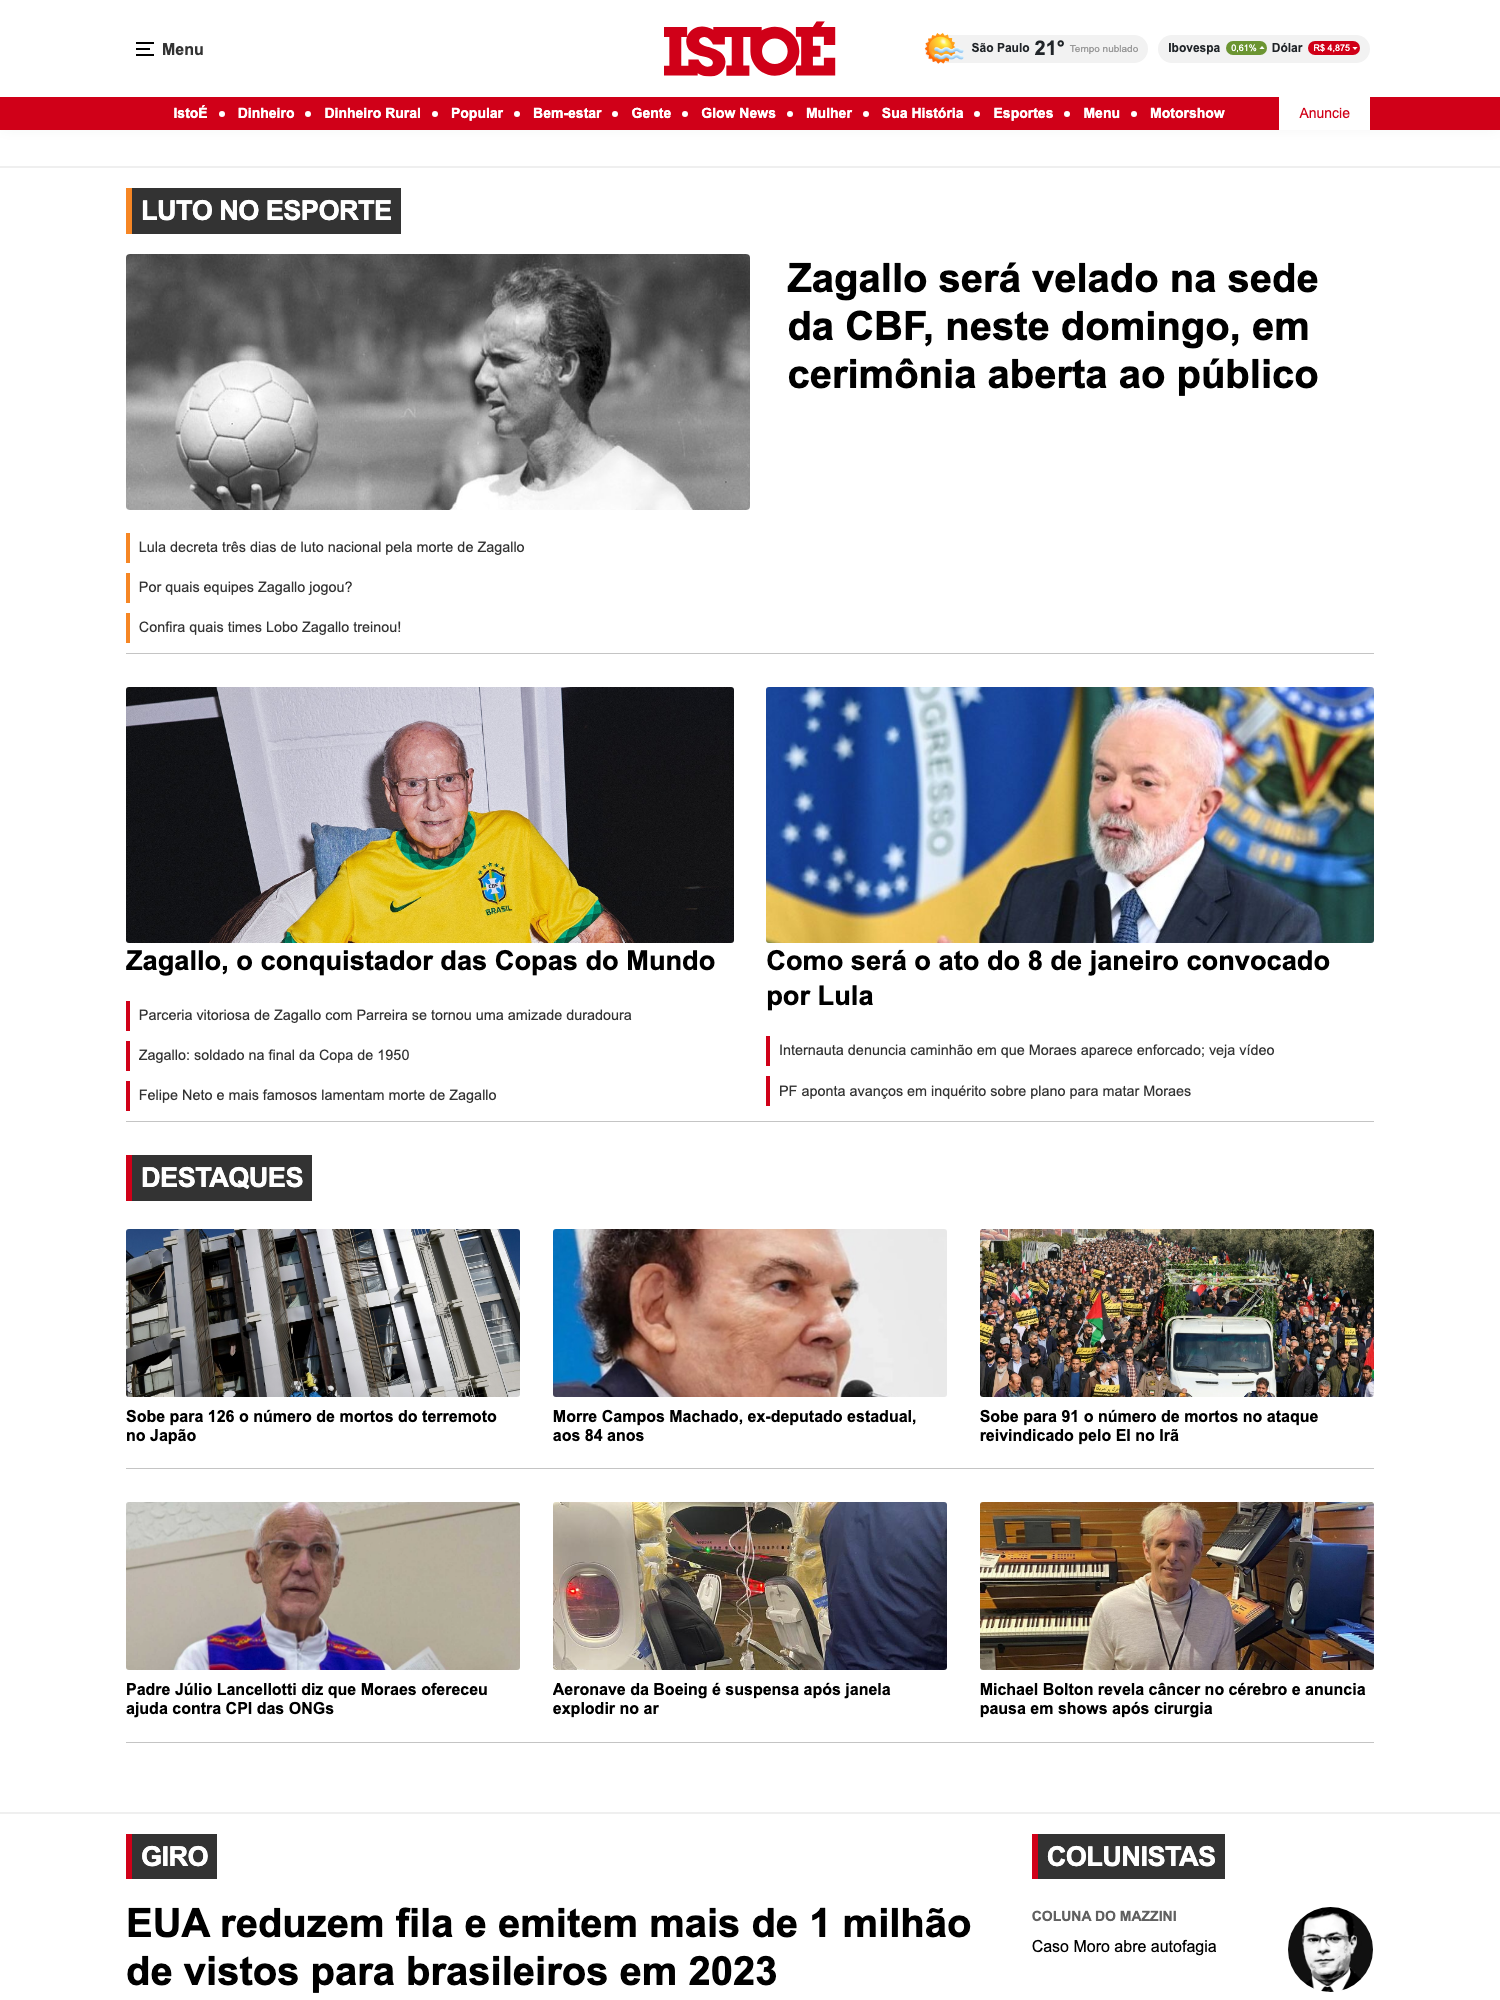 Menu
ISTOÉ
São Paulo 21° Tempo nublado
Ibovespa 0,61% Dólar R$ 4,875
IstoÉ • Dinheiro • Dinheiro Rural • Popular • Bem-estar • Gente • Glow News • Mulher • Sua História • Esportes • Menu • Motorshow
Anuncie
LUTO NO ESPORTE
Zagallo será velado na sede
da CBF, neste domingo, em
cerimônia aberta ao público
Lula decreta três dias de luto nacional pela morte de Zagallo
Por quais equipes Zagallo jogou?
Confira quais times Lobo Zagallo treinou!
BRASIL
OGRESSO
Zagallo, o conquistador das Copas do Mundo
Parceria vitoriosa de Zagallo com Parreira se tornou uma amizade duradoura
Zagallo: soldado na final da Copa de 1950
Felipe Neto e mais famosos lamentam morte de Zagallo
Como será o ato do 8 de janeiro convocado
por Lula
Internauta denuncia caminhão em que Moraes aparece enforcado; veja vídeo
PF aponta avanços em inquérito sobre plano para matar Moraes
DESTAQUES
Sobe para 126 o número de mortos do terremoto
no Japão
Morre Campos Machado, ex-deputado estadual,
aos 84 anos
Sobe para 91 o número de mortos no ataque
reivindicado pelo EI no Irã
Padre Júlio Lancellotti diz que Moraes ofereceu
ajuda contra CPI das ONGs
Aeronave da Boeing é suspensa após janela
explodir no ar
Michael Bolton revela câncer no cérebro e anuncia
pausa em shows após cirurgia
GIRO
EUA reduzem fila e emitem mais de 1 milhão
de vistos para brasileiros em 2023
COLUNISTAS
COLUNA DO MAZZINI
Caso Moro abre autofagia